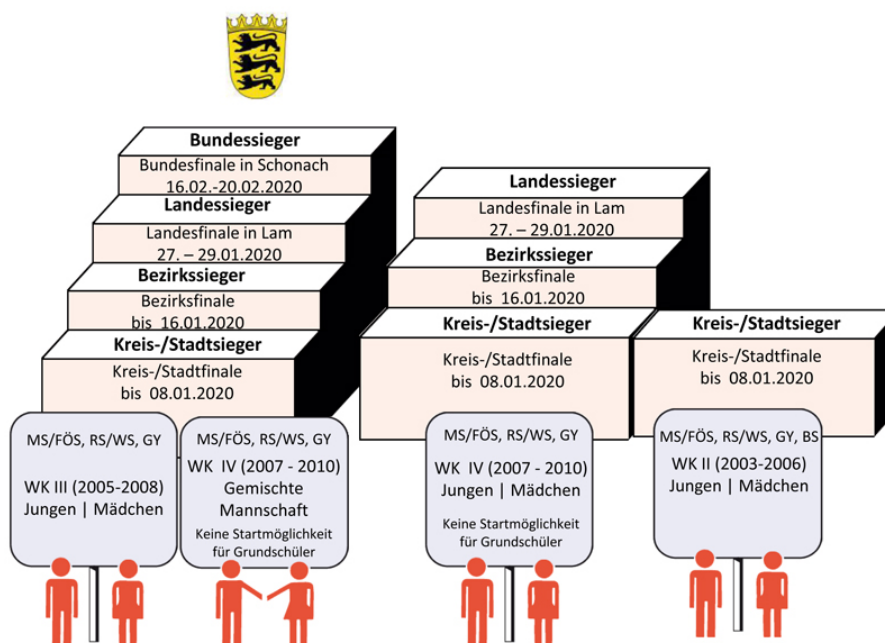 Bundessieger
Bundesfinale in Schonach
16.02.-20.02.2020
Landessieger
Landesfinale in Lam
27. – 29.01.2020
Bezirkssieger
Bezirksfinale
bis 16.01.2020
Kreis-/Stadtsieger
Kreis-/Stadtfinale
bis 08.01.2020
MS/FÖS, RS/WS, GY
WK III (2005-2008)
Jungen | Mädchen
MS/FÖS, RS/WS, GY
WK IV (2007 - 2010)
Gemischte
Mannschaft
Keine Startmöglichkeit
für Grundschüler
Landessieger
Landesfinale in Lam
27. – 29.01.2020
Bezirkssieger
Bezirksfinale
bis 16.01.2020
Kreis-/Stadtsieger
Kreis-/Stadtfinale
bis 08.01.2020
MS/FÖS, RS/WS, GY
WK IV (2007 - 2010)
Jungen | Mädchen
Keine Startmöglichkeit
für Grundschüler
Kreis-/Stadtsieger
Kreis-/Stadtfinale
bis 08.01.2020
MS/FÖS, RS/WS, GY, BS
WK II (2003-2006)
Jungen | Mädchen